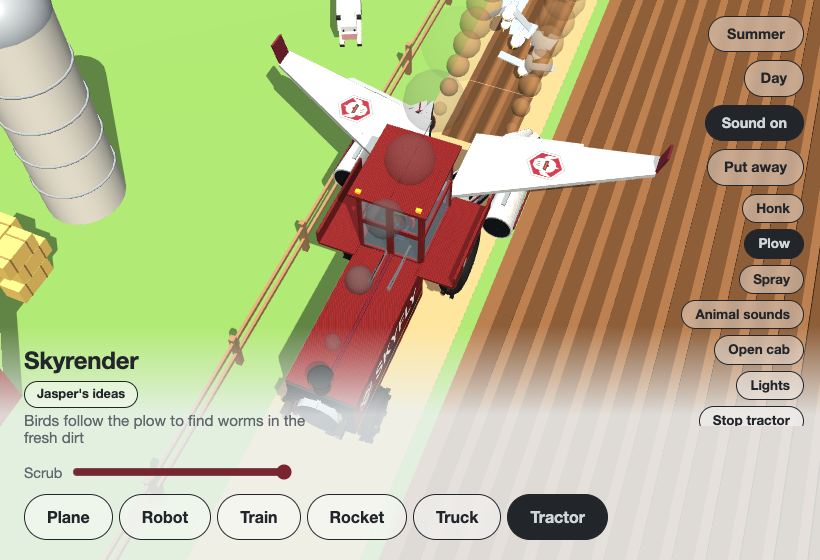 Summer
Day
Sound on
Put away
Honk
Plow
Spray
Animal sounds
Open cab
Lights
Stop tractor
Skyrender
Jasper's ideas
Birds follow the plow to find worms in the
fresh dirt
Scrub
Plane
Robot
Train
Rocket
Truck
Tractor